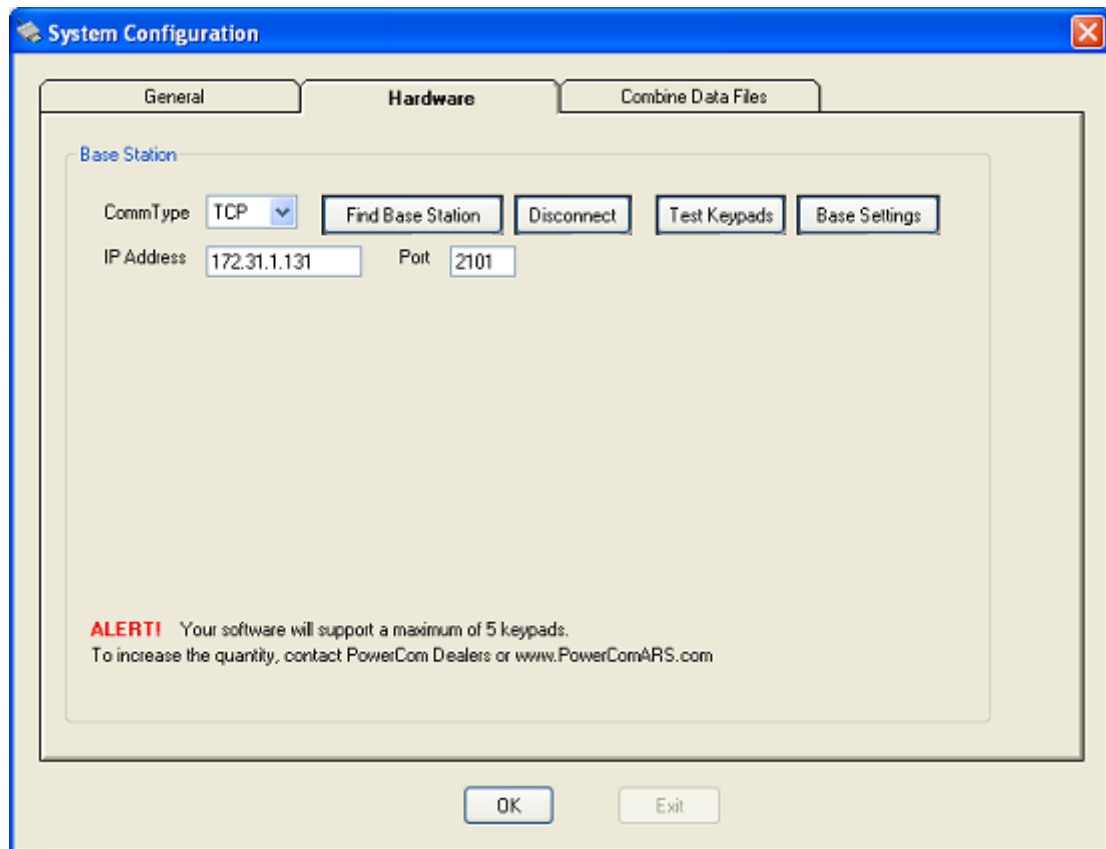 System Configuration
General Hardware Combine Data Files
Base Station
CommType TCP Find Base Station Disconnect Test Keypads Base Settings
IP Address 172.31.1.131 Port 2101
ALERT! Your software will support a maximum of 5 keypads.
To increase the quantity, contact PowerCom Dealers or www.PowerComARS.com
OK Exit